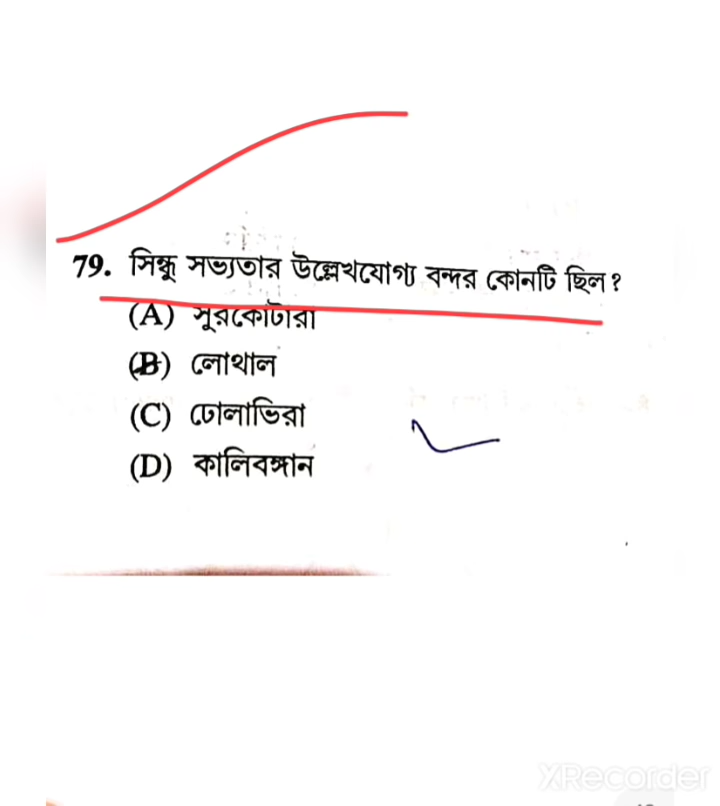 79. সিন্ধু সভ্যতার উল্লেখযোগ্য বন্দর কোনটি ছিল ?
(A) সুরকোটারা
(B) লোথাল
(C) ঢোলাভিরা
(D) কালিবঙ্গান
XRecorder